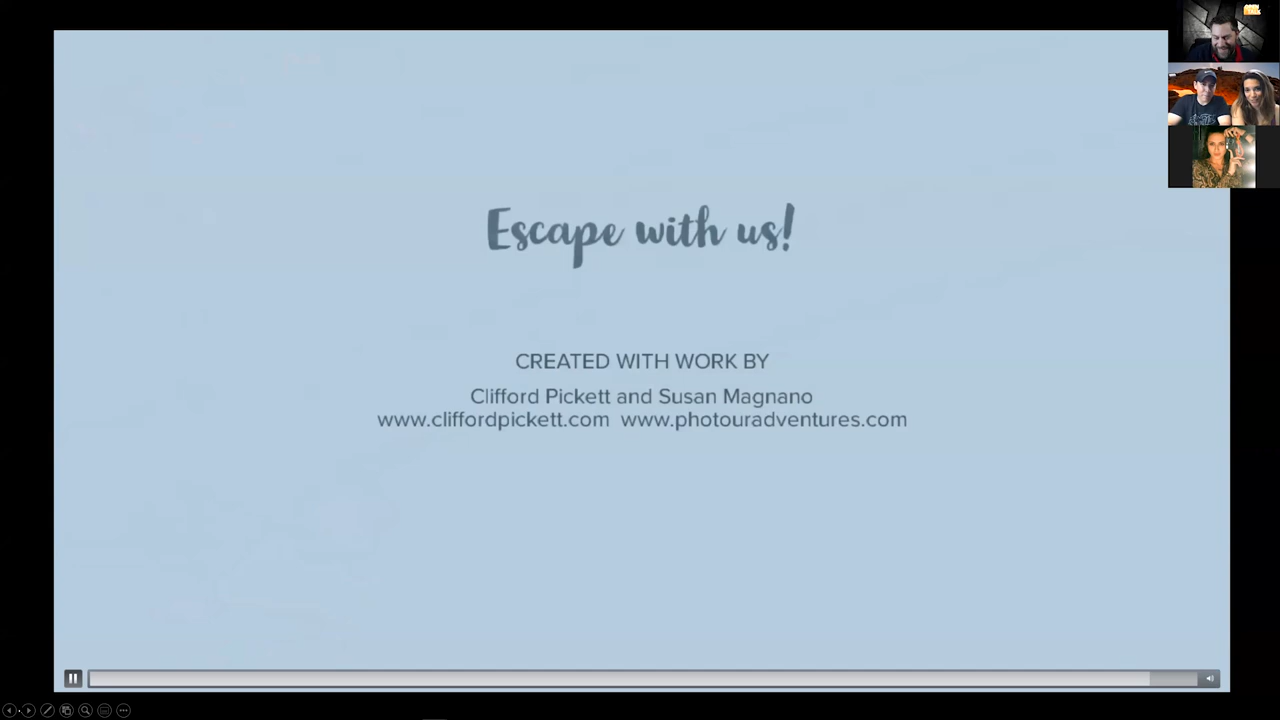 Escape with us!
CREATED WITH WORK BY
Clifford Pickett and Susan Magnano
www.cliffordpickett.com www.photouradventures.com